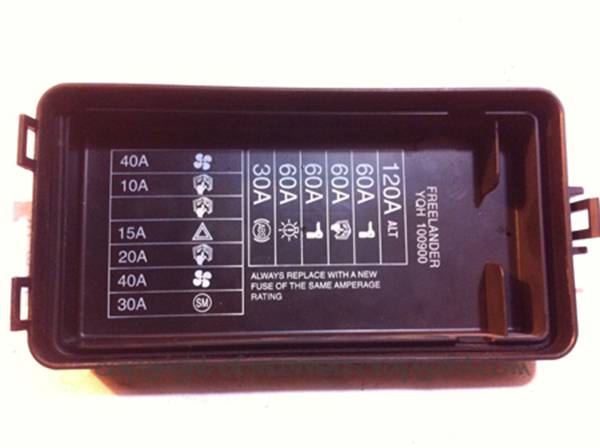 40A
10A
15A
20A
40A
30A SM
FREELANDER
YQH 100900
120A ALT
60A
60A
60A
60A
30A
ALWAYS REPLACE WITH A NEW
FUSE OF THE SAME AMPERAGE
RATING